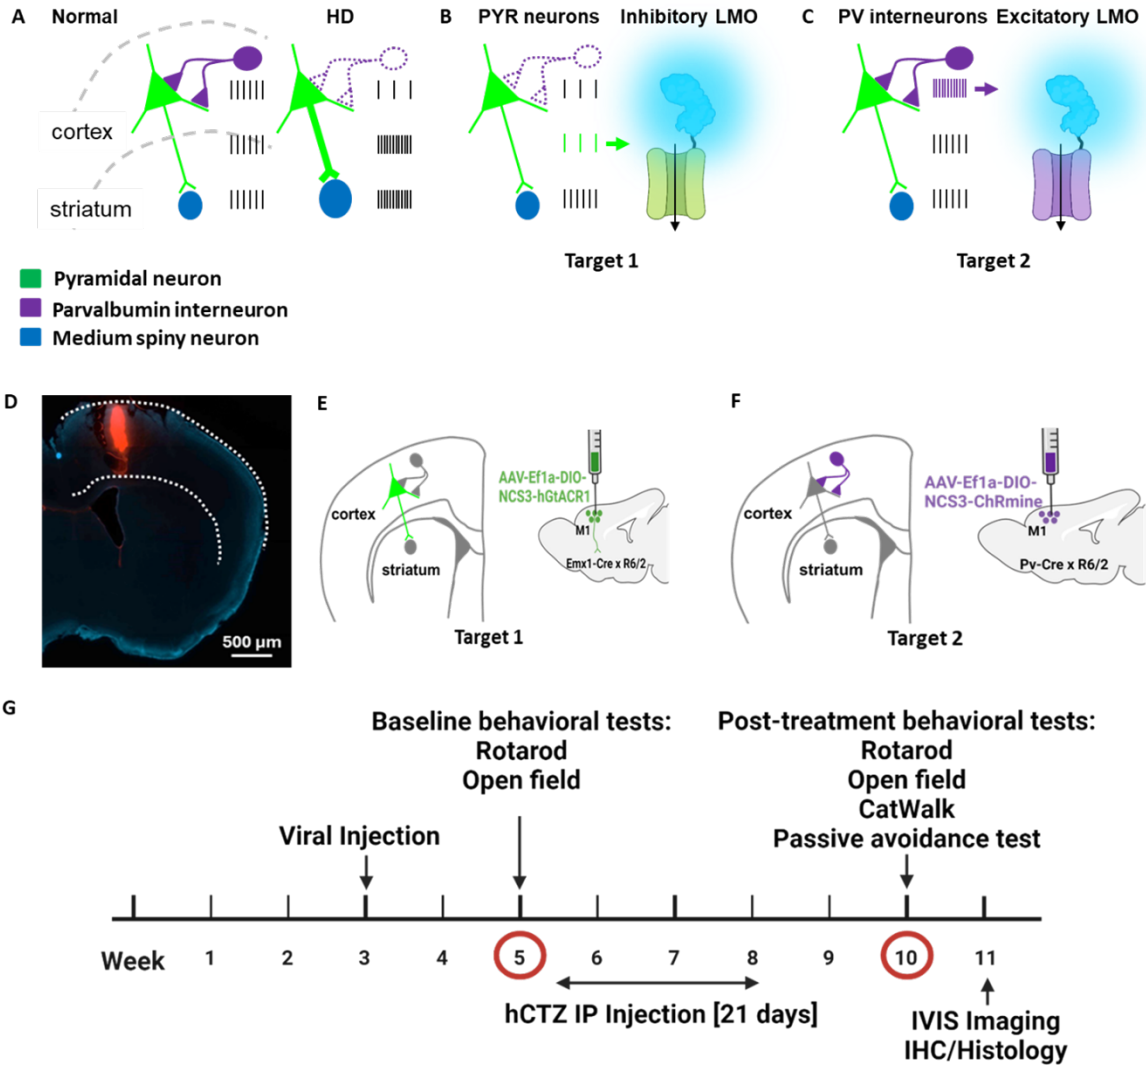 A
Normal
HD
B
PYR neurons
Inhibitory LMO
C
PV interneurons
Excitatory LMO
cortex
striatum
Target 1
Target 2
Pyramidal neuron
Parvalbumin interneuron
Medium spiny neuron
D
500 µm
E
AAV-Ef1a-DIO-
NCS3-hGtACR1
cortex
M1
striatum
Emx1-Cre x R6/2
Target 1
F
AAV-Ef1a-DIO-
NCS3-ChRmine
cortex
M1
striatum
Pv-Cre x R6/2
Target 2
G
Baseline behavioral tests:
Rotarod
Open field
Post-treatment behavioral tests:
Rotarod
Open field
CatWalk
Passive avoidance test
Viral Injection
Week 1 2 3 4 5 6 7 8 9 10 11
hCTZ IP Injection [21 days]
IVIS Imaging
IHC/Histology